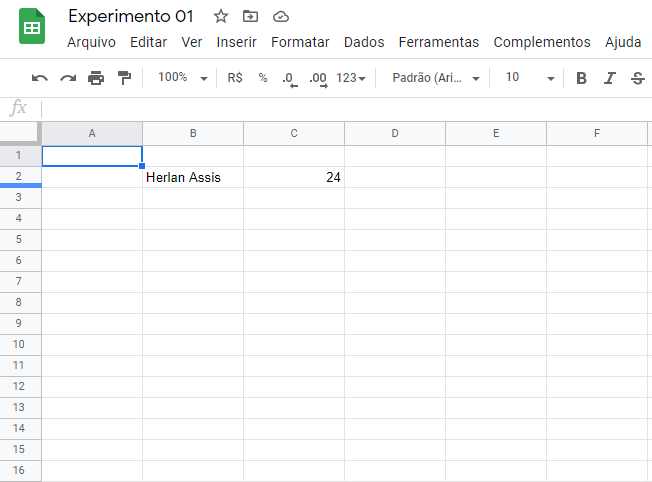 Experimento 01
Arquivo Editar Ver Inserir Formatar Dados Ferramentas Complementos Ajuda
100% R$ % .0 .00 123 Padrão (Ari... 10 B I S
fx
A B C D E F
1
2 Herlan Assis 24
3
4
5
6
7
8
9
10
11
12
13
14
15
16